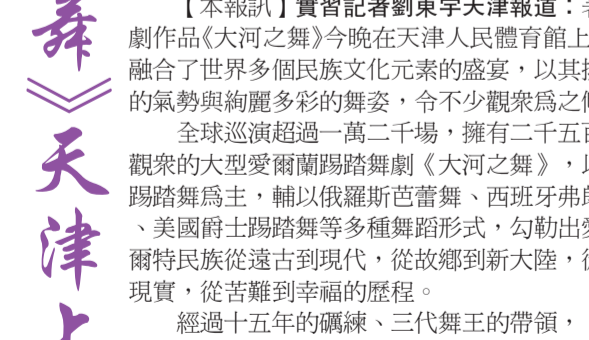 舞》天津上
【本報訊】實習記者劉東宇天津報道：著
劇作品《大河之舞》今晚在天津人民體育館上
融合了世界多個民族文化元素的盛宴，以其
的氣勢與絢麗多彩的舞姿，令不少觀衆爲之
全球巡演超過一萬二千場，擁有二千五百
觀衆的大型愛爾蘭踢踏舞劇《大河之舞》，以
踢踏舞爲主，輔以俄羅斯芭蕾舞、西班牙弗
、美國爵士踢踏舞等多種舞蹈形式，勾勒出愛
爾特民族從遠古到現代，從故鄉到新大陸，從
現實，從苦難到幸福的歷程。
經過十五年的礪練、三代舞王的帶領，